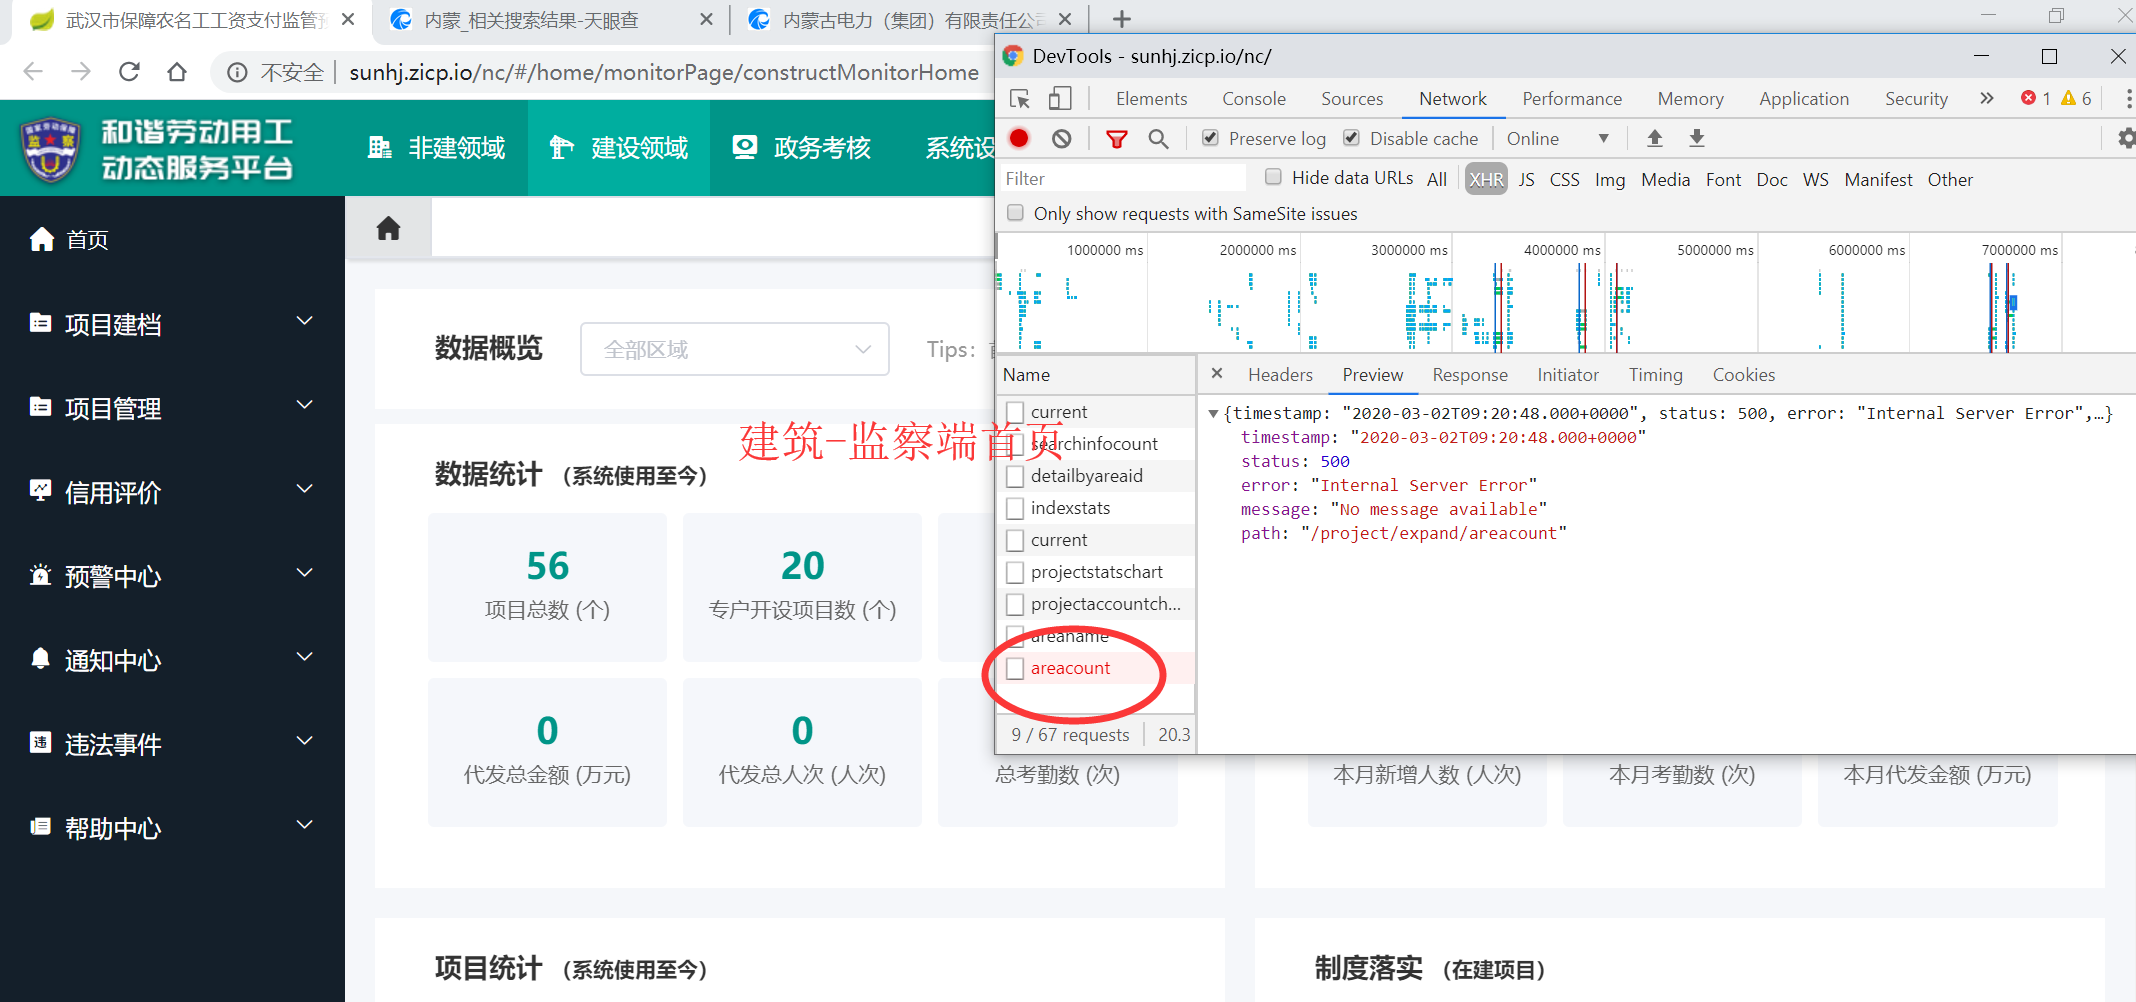 武汉市保障农名工工资支付监管预
内蒙_相关搜索结果-天眼查
内蒙古电力（集团）有限责任公司
不安全
sunhj.zicp.io/nc/#/home/monitorPage/constructMonitorHome
DevTools - sunhj.zicp.io/nc/
Elements Console Sources Network Performance Memory Application Security 1 6
Preserve log Disable cache Online
Filter Hide data URLs All XHR JS CSS Img Media Font Doc WS Manifest Other
Only show requests with SameSite issues
1000000 ms 2000000 ms 3000000 ms 4000000 ms 5000000 ms 6000000 ms 7000000 ms
Name
Headers Preview Response Initiator Timing Cookies
current
searchinfocount
detailbyareaid
indexstats
current
projectstatschart
projectaccountch...
areaname
areacount
9 / 67 requests 20.3
{timestamp: "2020-03-02T09:20:48.000+0000", status: 500, error: "Internal Server Error",…}
timestamp: "2020-03-02T09:20:48.000+0000"
status: 500
error: "Internal Server Error"
message: "No message available"
path: "/project/expand/areacount"
和谐劳动用工
动态服务平台
非建领域
建设领域
政务考核
系统设
首页
项目建档
项目管理
信用评价
预警中心
通知中心
违法事件
帮助中心
数据概览
全部区域
Tips:
建筑-监察端首页
数据统计 （系统使用至今）
56
项目总数 (个)
20
专户开设项目数 (个)
0
代发总金额 (万元)
0
代发总人次 (人次)
总考勤数 (次)
本月新增人数 (人次)
本月考勤数 (次)
本月代发金额 (万元)
项目统计 （系统使用至今）
制度落实 （在建项目）